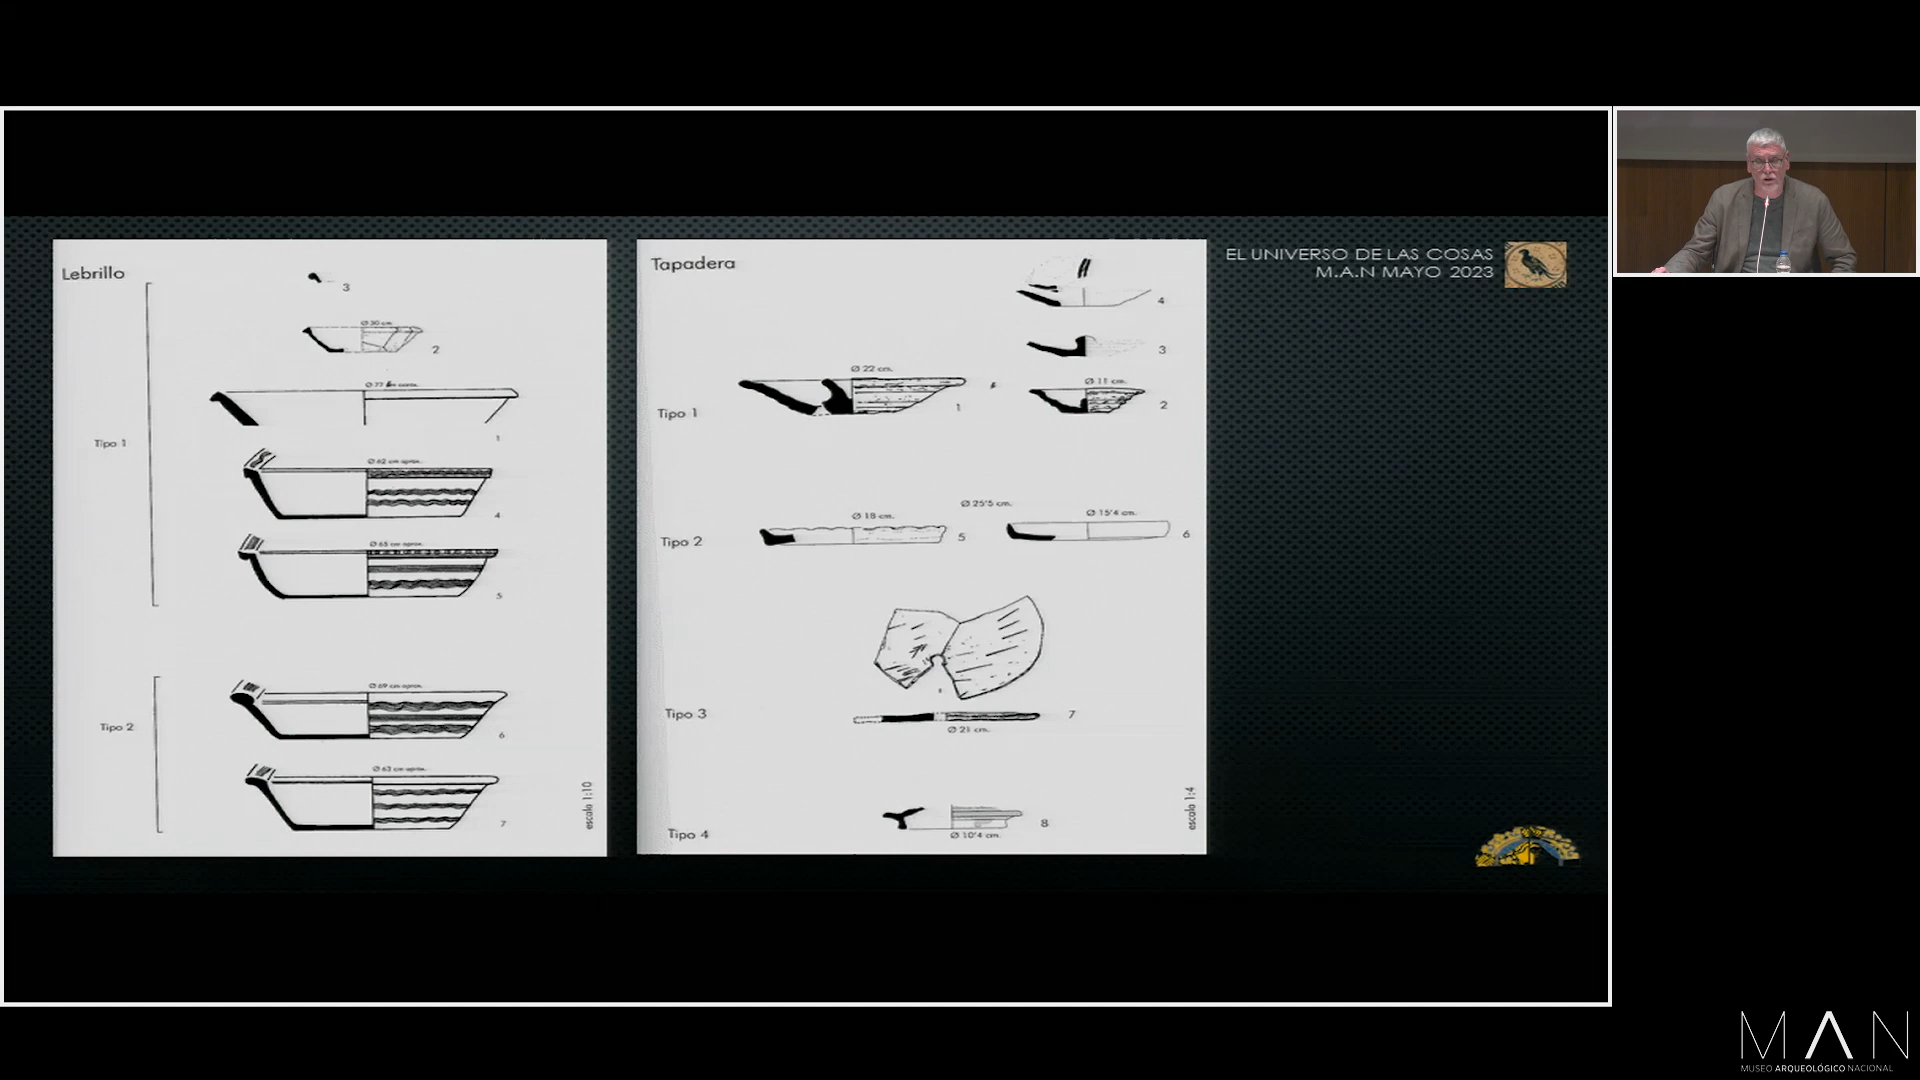 Lebrillo
3
Ø 30 cm
2
1
Tipo 1
Ø 62 cm aprox.
4
Ø 65 cm aprox.
5
Ø 69 cm aprox.
6
Tipo 2
Ø 63 cm aprox.
7
escala 1:10
Tapadera
4
3
Ø 22 cm.
Ø 11 cm.
Tipo 1
1
2
Ø 25'5 cm.
Ø 18 cm.
Ø 15'4 cm.
Tipo 2
5
6
Tipo 3
7
Ø 21 cm.
Tipo 4
8
Ø 10'4 cm.
escala 1:4
EL UNIVERSO DE LAS COSAS
M.A.N MAYO 2023
MAN
MUSEO ARQUEOLÓGICO NACIONAL